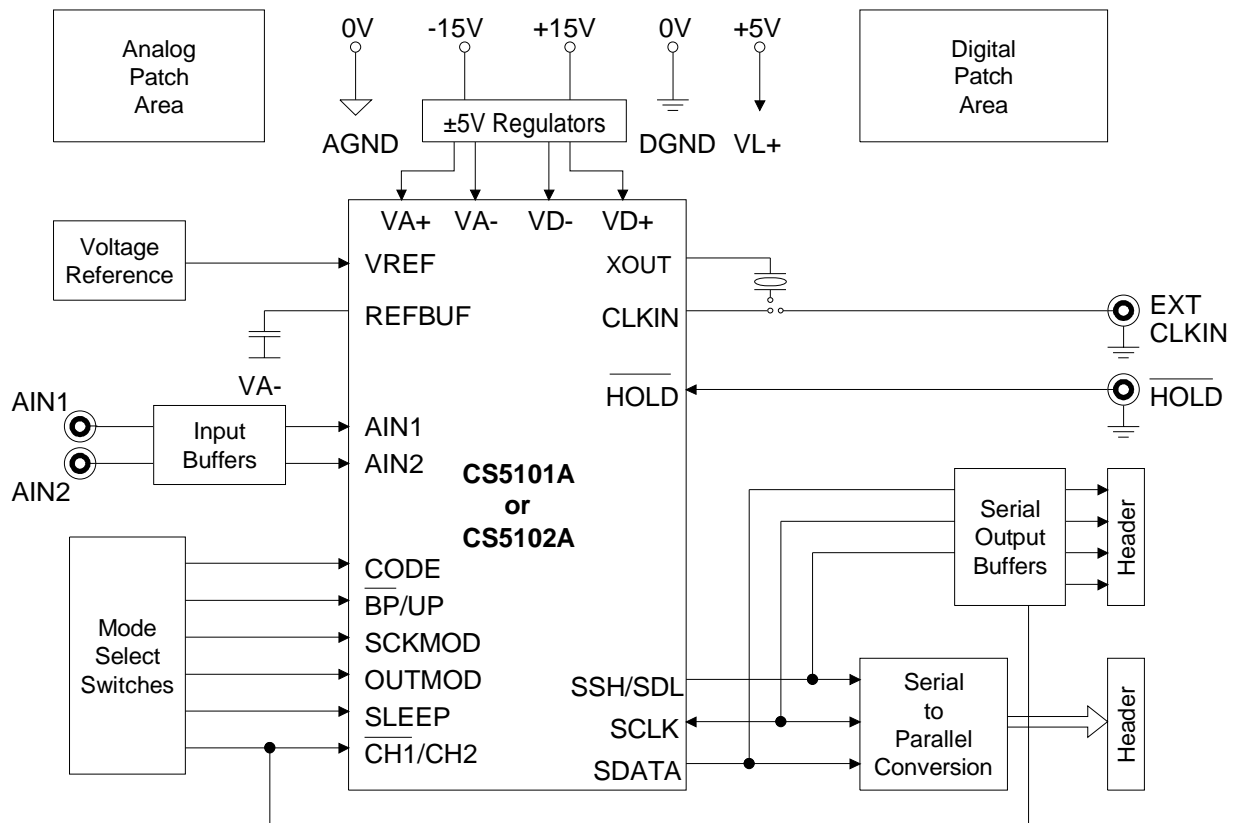 Analog
Patch
Area
0V
-15V
+15V
0V
+5V
Digital
Patch
Area
±5V Regulators
AGND
DGND
VL+
VA+
VA-
VD-
VD+
Voltage
Reference
VREF
XOUT
REFBUF
CLKIN
EXT
CLKIN
VA-
HOLD
HOLD
AIN1
AIN2
Input
Buffers
AIN1
AIN2
CS5101A
or
CS5102A
Serial
Output
Buffers
Header
Mode
Select
Switches
CODE
BP/UP
SCKMOD
OUTMOD
SLEEP
CH1/CH2
SSH/SDL
SCLK
SDATA
Serial
to
Parallel
Conversion
Header